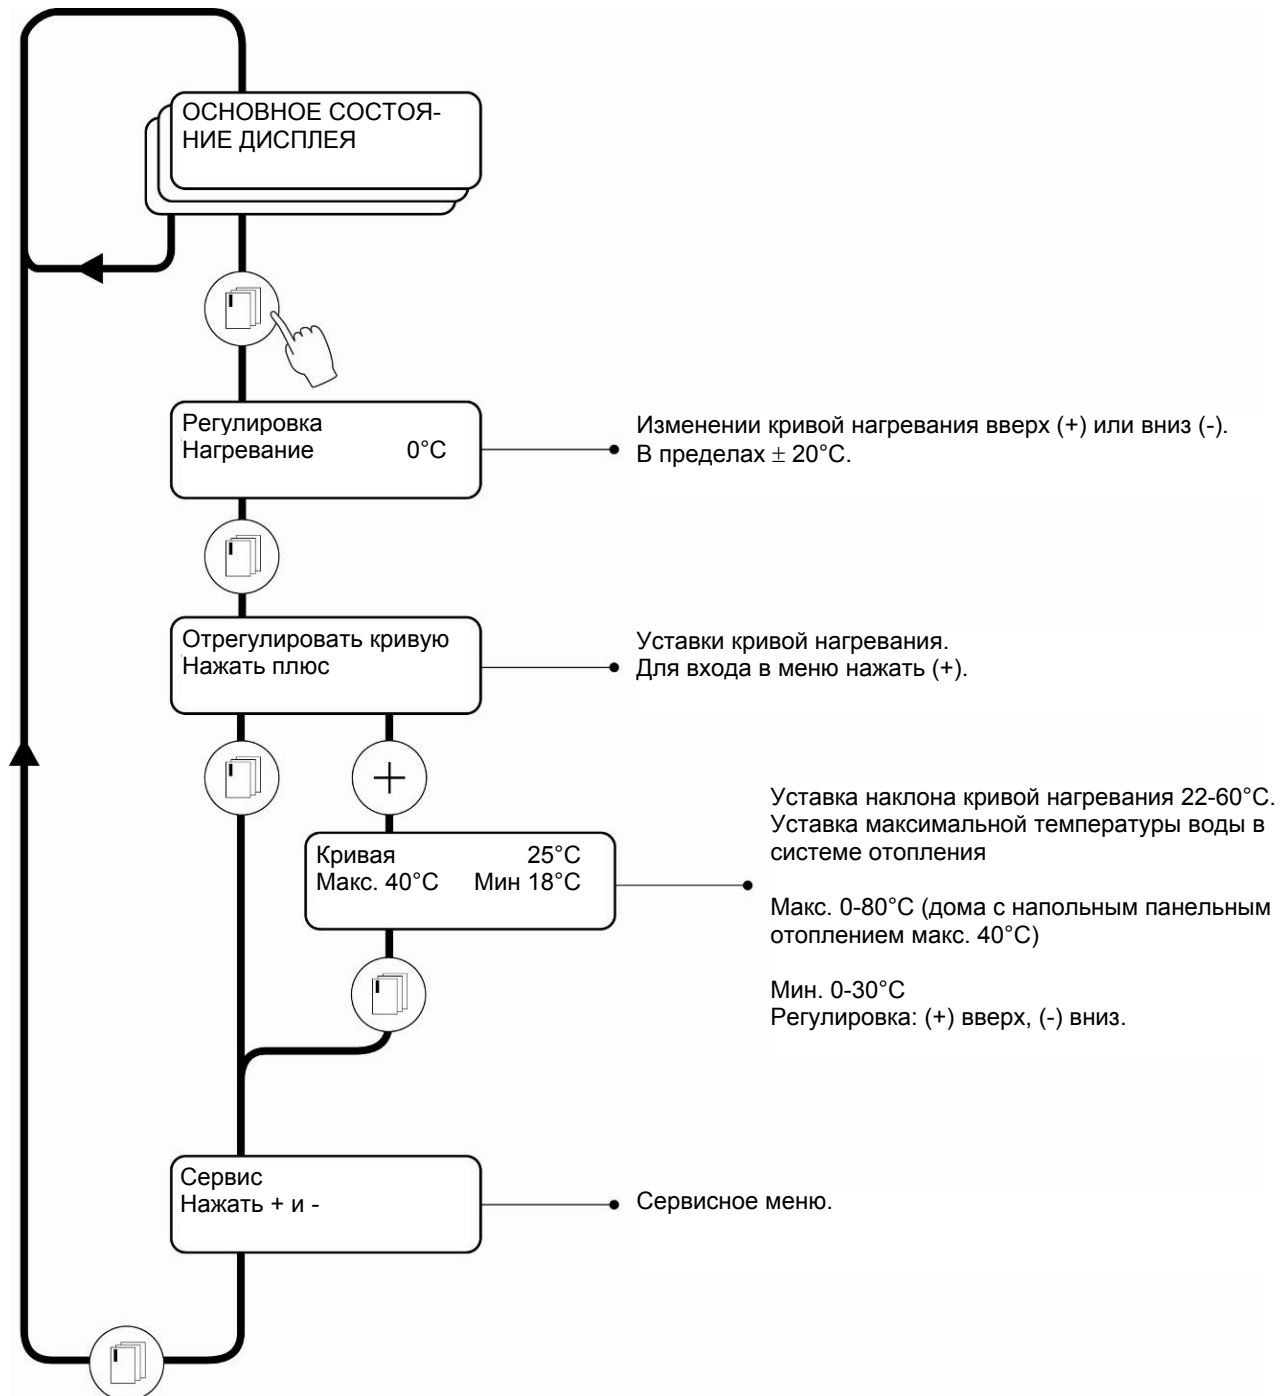 ОСНОВНОЕ СОСТОЯ-
НИЕ ДИСПЛЕЯ
Регулировка
Нагревание 0°C
Изменении кривой нагревания вверх (+) или вниз (-).
В пределах ± 20°C.
Отрегулировать кривую
Нажать плюс
Уставки кривой нагревания.
Для входа в меню нажать (+).
Кривая 25°C
Макс. 40°C Мин 18°C
Уставка наклона кривой нагревания 22-60°C.
Уставка максимальной температуры воды в
системе отопления
Макс. 0-80°C (дома с напольным панельным
отоплением макс. 40°C)
Мин. 0-30°C
Регулировка: (+) вверх, (-) вниз.
Сервис
Нажать + и -
Сервисное меню.